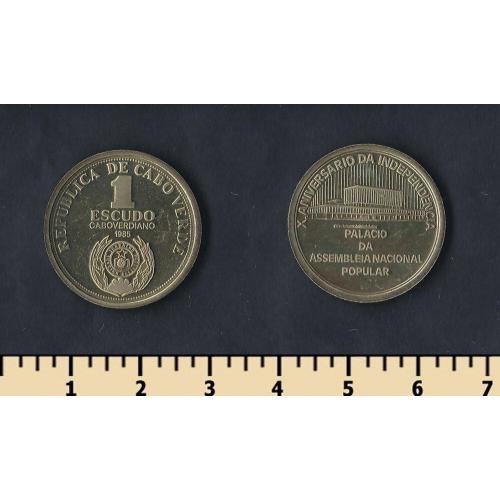 REPUBLICA DE CABO VERDE
1
ESCUDO
CABOVERDIANO
1985
X ANIVERSARIO DA INDEPENDENCIA
PALACIO
DA
ASSEMBLEIA NACIONAL
POPULAR
1 2 3 4 5 6 7